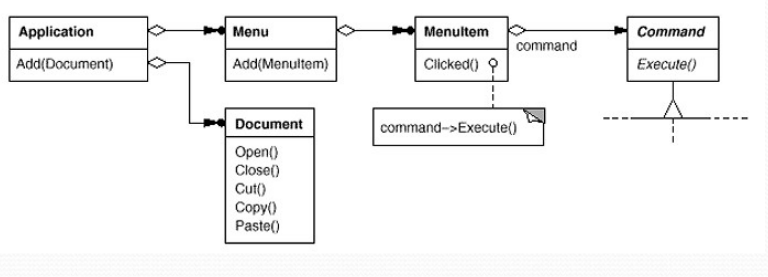 Application
Add(Document)
Menu
Add(MenuItem)
MenuItem
Clicked()
command
Command
Execute()
command->Execute()
Document
Open()
Close()
Cut()
Copy()
Paste()